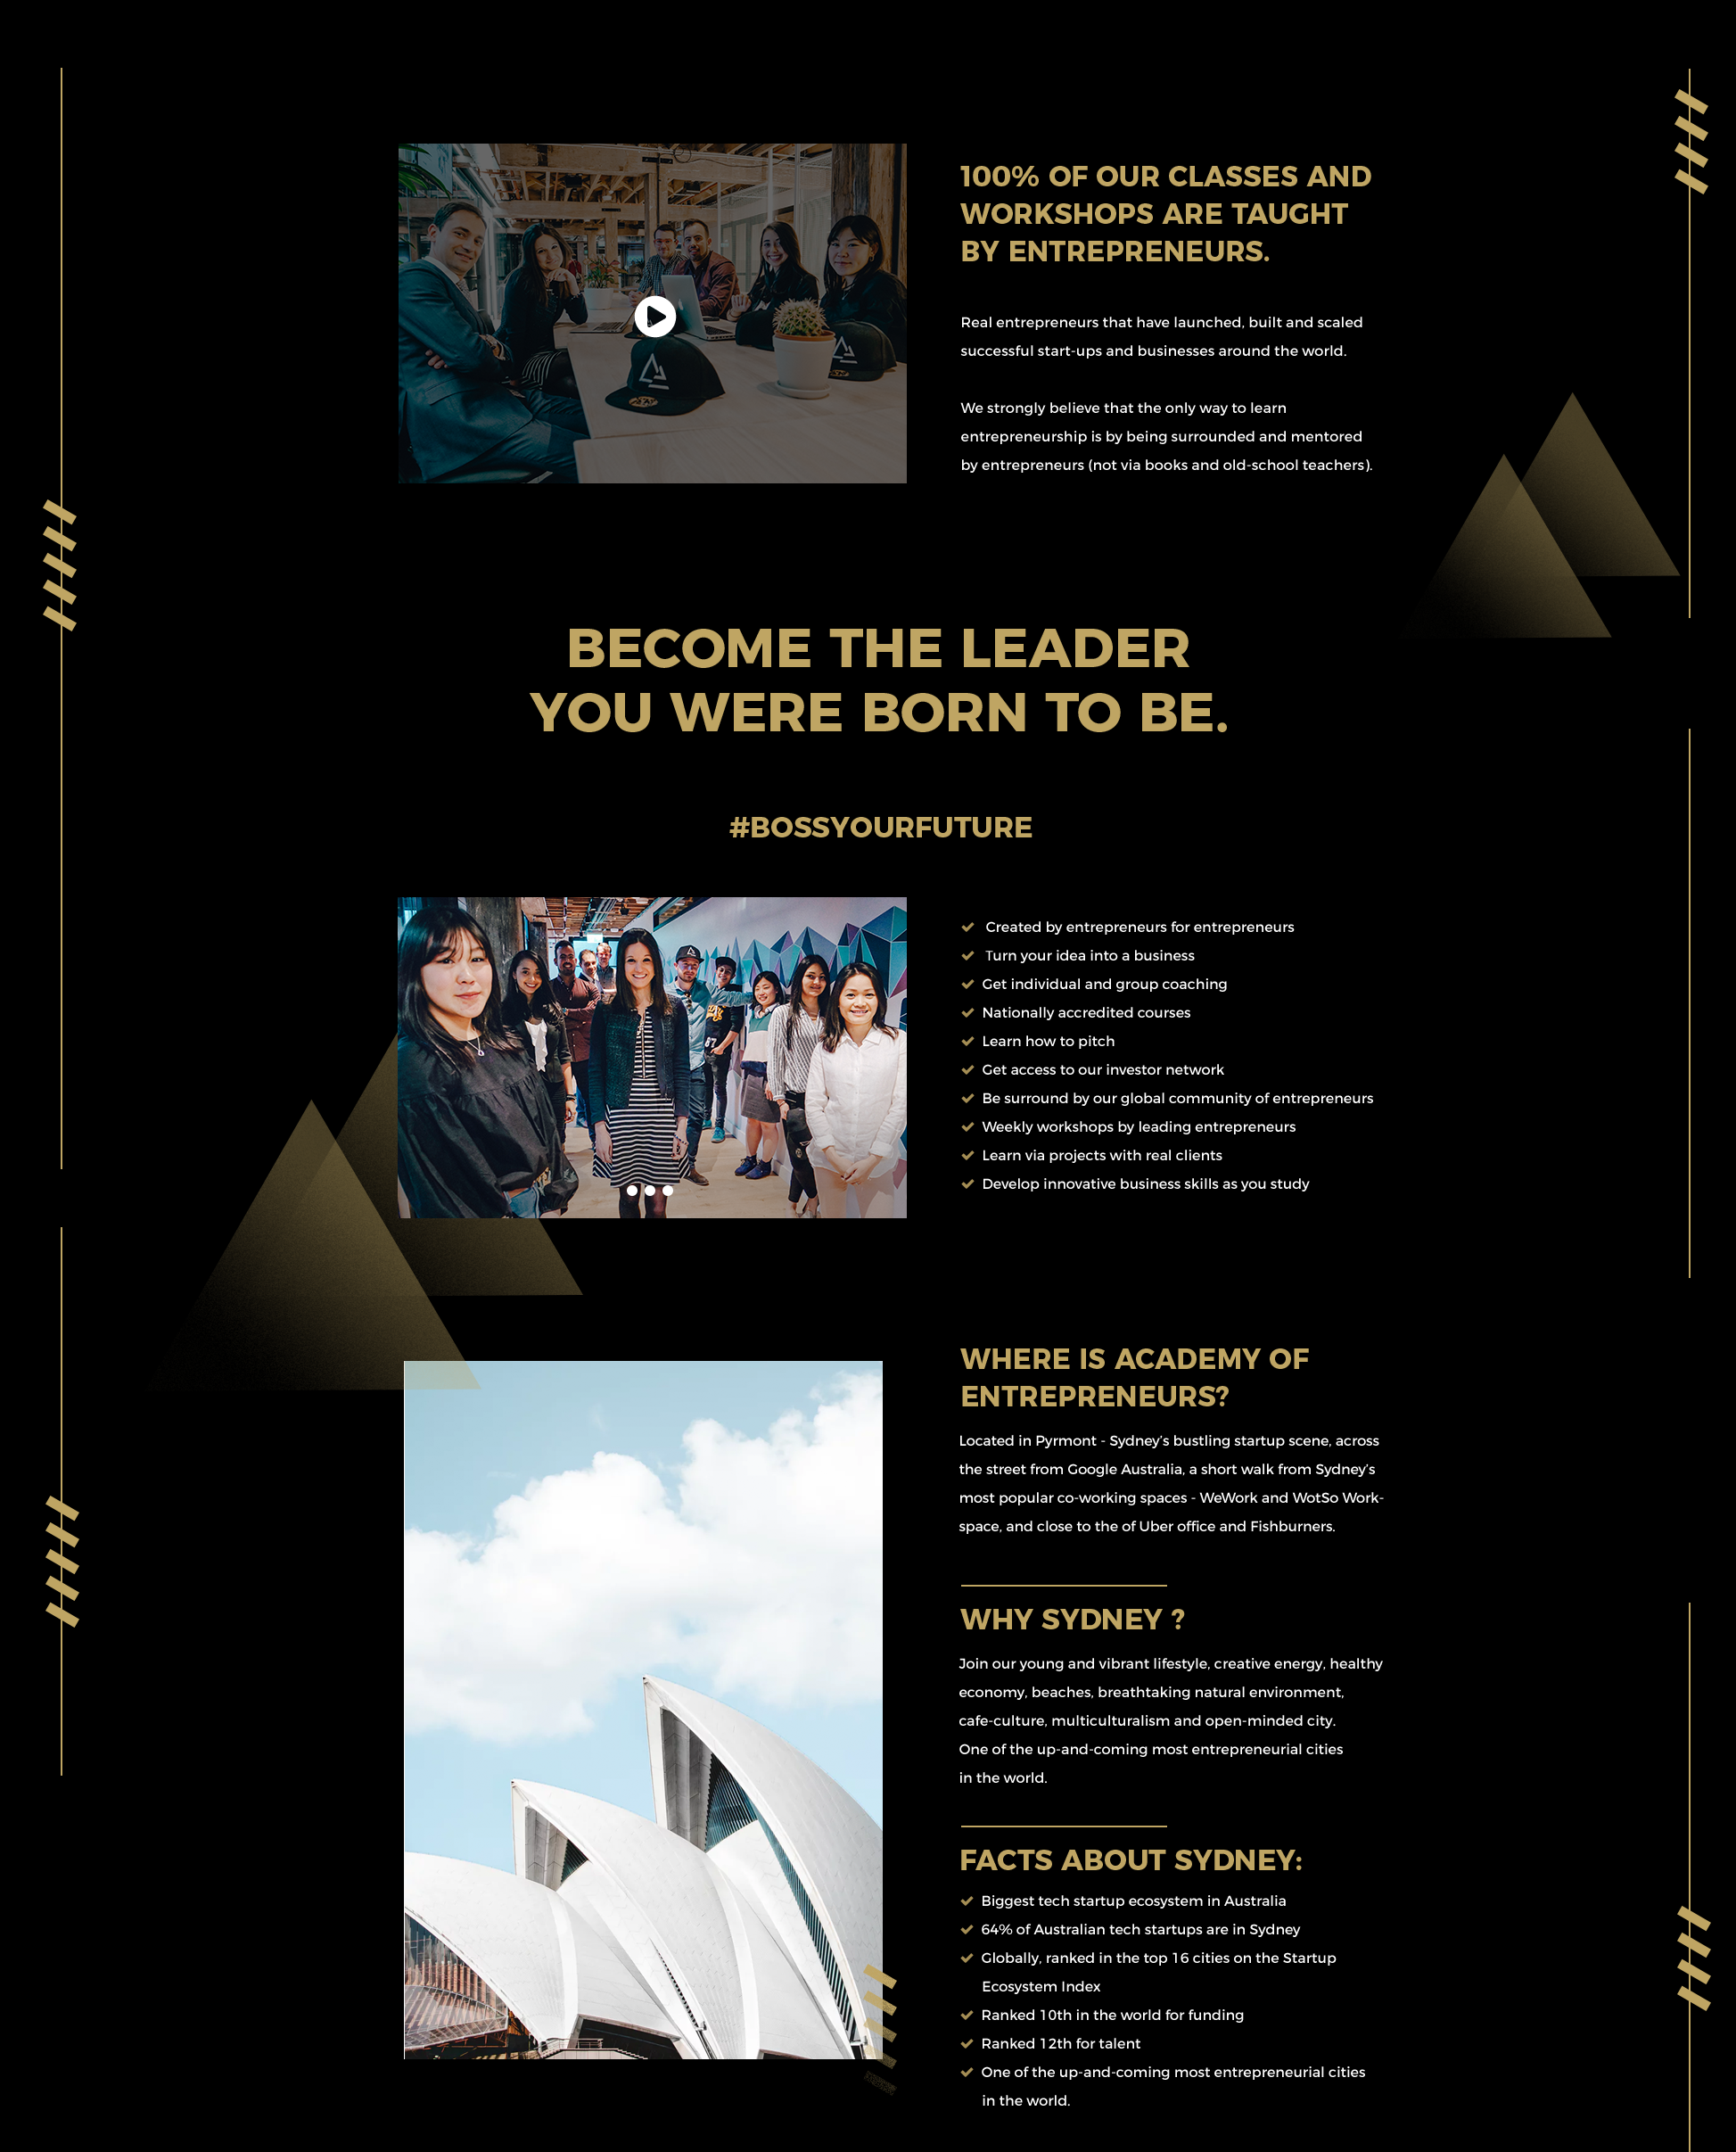 100% OF OUR CLASSES AND
WORKSHOPS ARE TAUGHT
BY ENTREPRENEURS.
Real entrepreneurs that have launched, built and scaled
successful start-ups and businesses around the world.
We strongly believe that the only way to learn
entrepreneurship is by being surrounded and mentored
by entrepreneurs (not via books and old-school teachers).
BECOME THE LEADER
YOU WERE BORN TO BE.
#BOSSYOURFUTURE
Created by entrepreneurs for entrepreneurs
Turn your idea into a business
Get individual and group coaching
Nationally accredited courses
Learn how to pitch
Get access to our investor network
Be surround by our global community of entrepreneurs
Weekly workshops by leading entrepreneurs
Learn via projects with real clients
Develop innovative business skills as you study
WHERE IS ACADEMY OF
ENTREPRENEURS?
Located in Pyrmont - Sydney's bustling startup scene, across
the street from Google Australia, a short walk from Sydney's
most popular co-working spaces - WeWork and WotSo Work-
space, and close to the of Uber office and Fishburners.
WHY SYDNEY ?
Join our young and vibrant lifestyle, creative energy, healthy
economy, beaches, breathtaking natural environment,
cafe-culture, multiculturalism and open-minded city.
One of the up-and-coming most entrepreneurial cities
in the world.
FACTS ABOUT SYDNEY:
Biggest tech startup ecosystem in Australia
64% of Australian tech startups are in Sydney
Globally, ranked in the top 16 cities on the Startup
Ecosystem Index
Ranked 10th in the world for funding
Ranked 12th for talent
One of the up-and-coming most entrepreneurial cities
in the world.